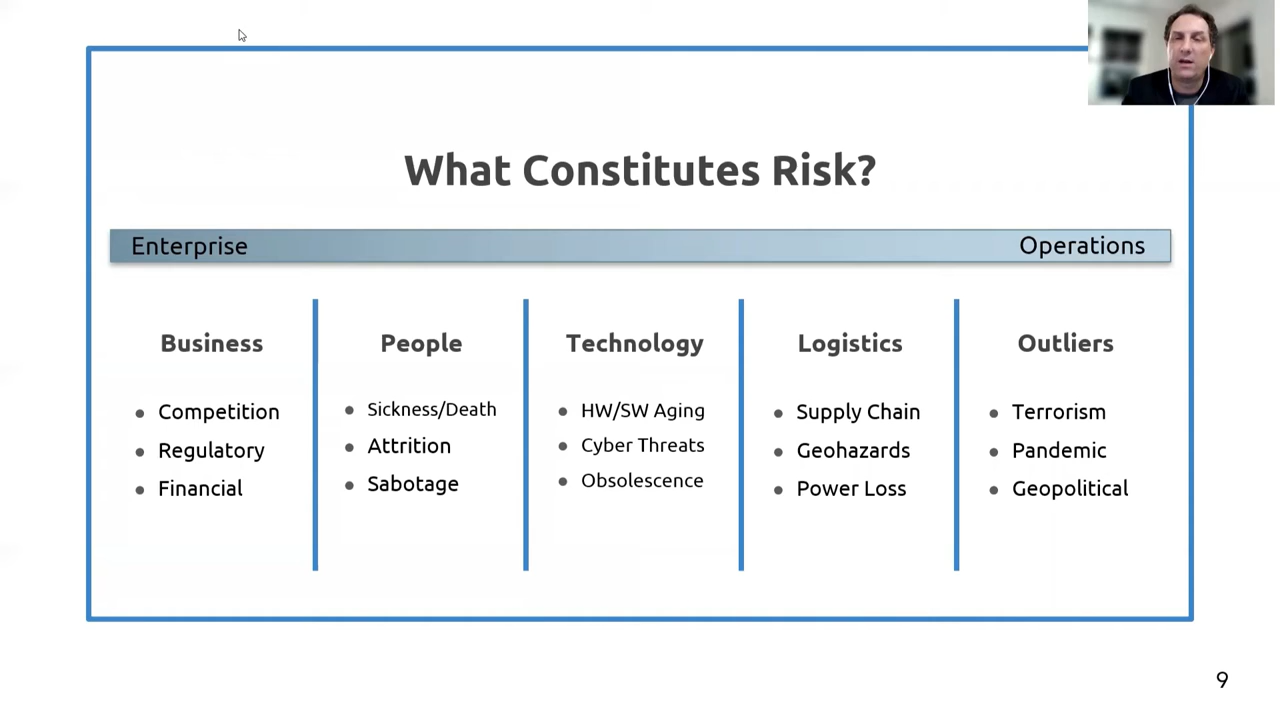 What Constitutes Risk?
Enterprise
Operations
Business
Competition
Regulatory
Financial
People
Sickness/Death
Attrition
Sabotage
Technology
HW/SW Aging
Cyber Threats
Obsolescence
Logistics
Supply Chain
Geohazards
Power Loss
Outliers
Terrorism
Pandemic
Geopolitical
9